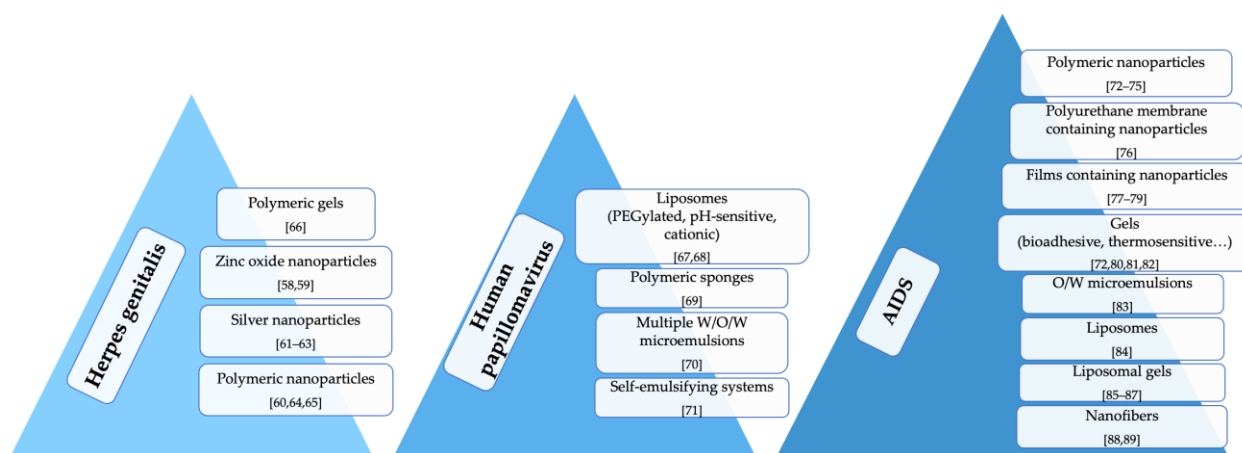 Herpes genitalis
Polymeric gels
[66]
Zinc oxide nanoparticles
[58,59]
Silver nanoparticles
[61–63]
Polymeric nanoparticles
[60,64,65]
Human
papillomavirus
Liposomes
(PEGylated, pH-sensitive,
cationic)
[67,68]
Polymeric sponges
[69]
Multiple W/O/W
microemulsions
[70]
Self-emulsifying systems
[71]
AIDS
Polymeric nanoparticles
[72–75]
Polyurethane membrane
containing nanoparticles
[76]
Films containing nanoparticles
[77–79]
Gels
(bioadhesive, thermosensitive…)
[72,80,81,82]
O/W microemulsions
[83]
Liposomes
[84]
Liposomal gels
[85–87]
Nanofibers
[88,89]